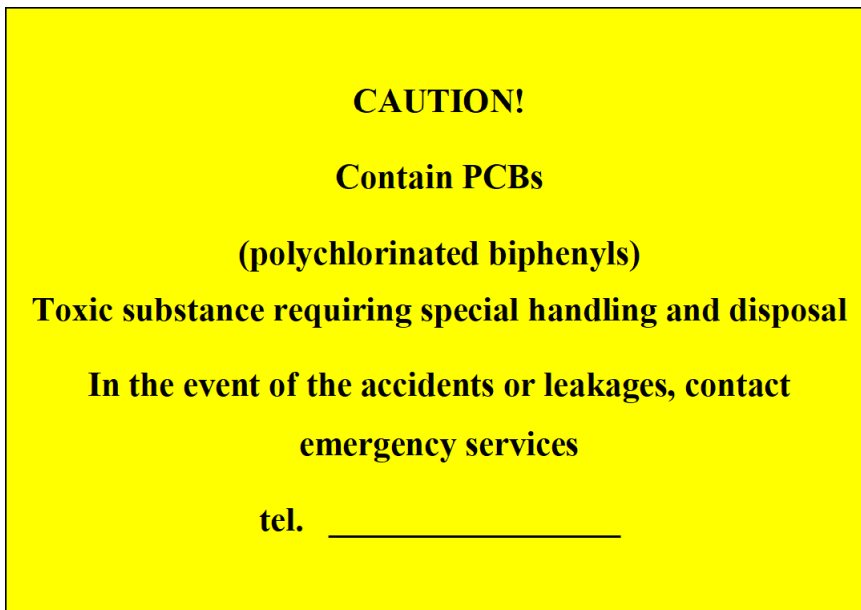 CAUTION!
Contain PCBs
(polychlorinated biphenyls)
Toxic substance requiring special handling and disposal
In the event of the accidents or leakages, contact
emergency services
tel. __________________